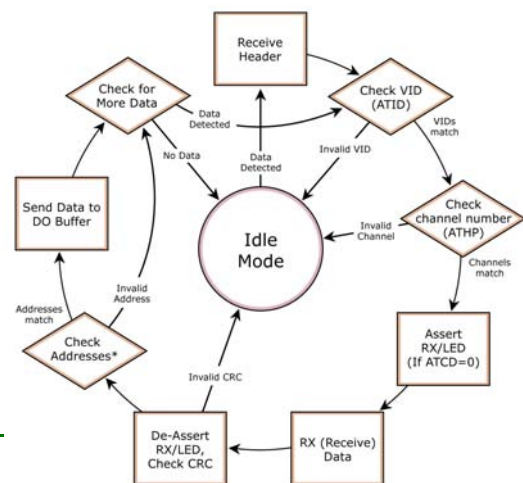 Receive
Header
Check for
More Data
Check VID
(ATID)
Data
Detected
VIDs
match
No Data
Data
Detected
Invalid VID
Send Data to
DO Buffer
Check
channel number
(ATHP)
Idle
Mode
Invalid
Channel
Channels
match
Invalid
Address
Addresses
match
Assert
RX/LED
(If ATCD=0)
Check
Addresses*
Invalid CRC
De-Assert
RX/LED,
Check CRC
RX (Receive)
Data